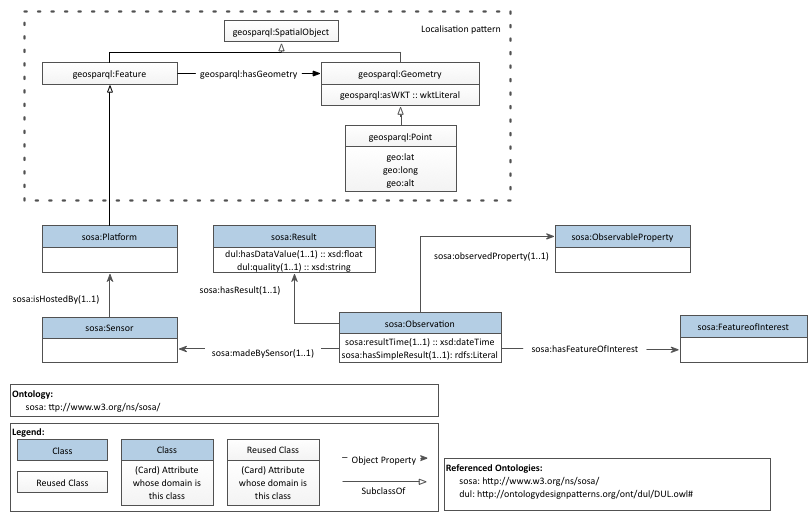 geosparql:SpatialObject
Localisation pattern
geosparql:Feature
geosparql:hasGeometry
geosparql:Geometry
geosparql:asWKT :: wktLiteral
geosparql:Point
geo:lat
geo:long
geo:alt
sosa:Platform
sosa:Result
dul:hasDataValue(1..1) :: xsd:float
dul:quality(1..1) :: xsd:string
sosa:ObservableProperty
sosa:observedProperty(1..1)
sosa:isHostedBy(1..1)
sosa:hasResult(1..1)
sosa:Sensor
sosa:madeBySensor(1..1)
sosa:Observation
sosa:resultTime(1..1) :: xsd:dateTime
sosa:hasSimpleResult(1..1): rdfs:Literal
sosa:hasFeatureOfInterest
sosa:FeatureofInterest
Ontology:
sosa: ttp://www.w3.org/ns/sosa/
Legend:
Class
Reused Class
Class
(Card) Attribute
whose domain is
this class
Reused Class
(Card) Attribute
whose domain is
this class
Object Property
SubclassOf
Referenced Ontologies:
sosa: http://www.w3.org/ns/sosa/
dul: http://ontologydesignpatterns.org/ont/dul/DUL.owl#